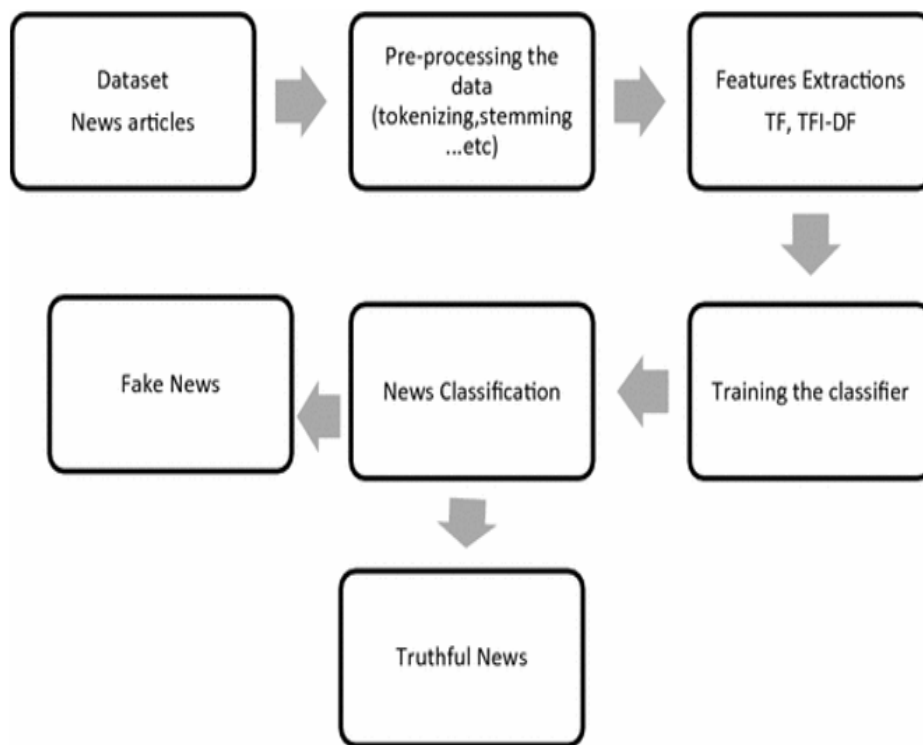 Dataset
News articles
Pre-processing the
data
(tokenizing,stemming
...etc)
Features Extractions
TF, TFI-DF
Fake News
News Classification
Training the classifier
Truthful News